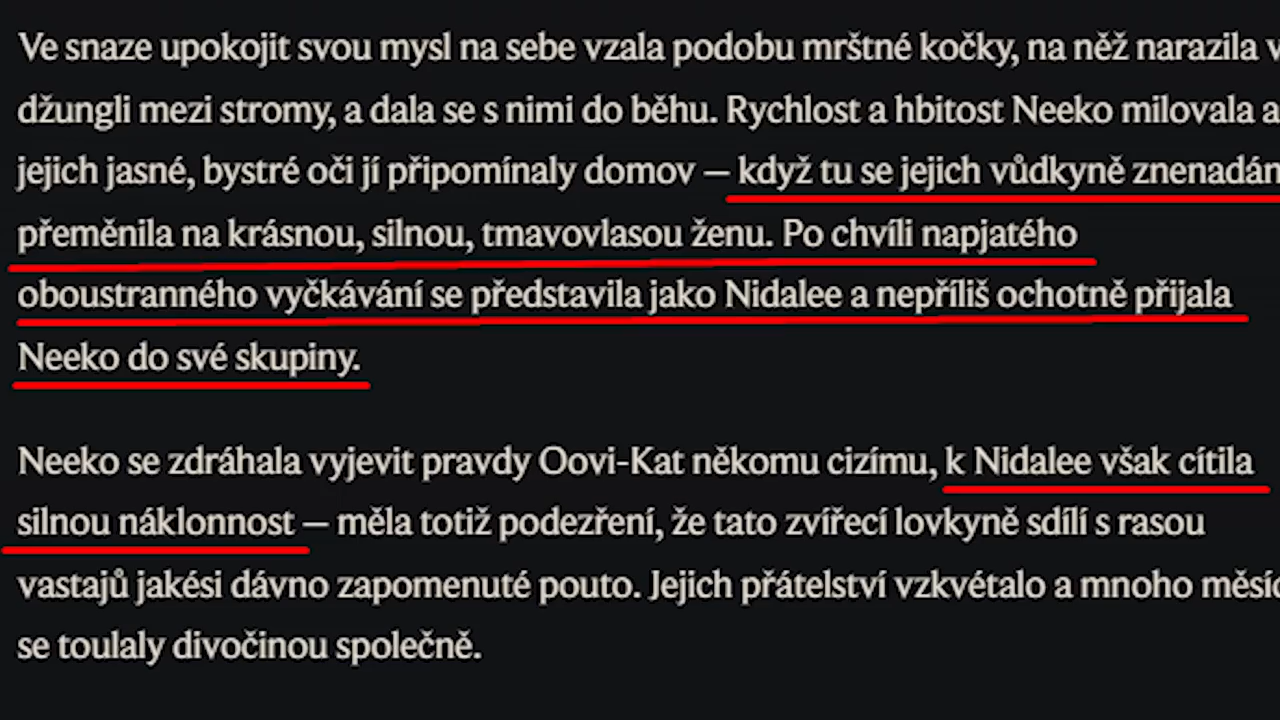 Ve snaze upokojit svou mysl na sebe vzala podobu mrštné kočky, na něž narazila v
džungli mezi stromy, a dala se s nimi do běhu. Rychlost a hbitost Neeko milovala a
jejich jasné, bystré oči jí připomínaly domov — když tu se jejich vůdkyně znenadán
přeměnila na krásnou, silnou, tmavovlasou ženu. Po chvíli napjatého
oboustranného vyčkávání se představila jako Nidalee a nepříliš ochotně přijala
Neeko do své skupiny.
Neeko se zdráhala vyjevit pravdy Oovi-Kat někomu cizímu, k Nidalee však cítila
silnou náklonnost — měla totiž podezření, že tato zvířecí lovkyně sdílí s rasou
vastajů jakési dávno zapomenuté pouto. Jejich přátelství vzkvétalo a mnoho měsíc
se toulaly divočinou společně.